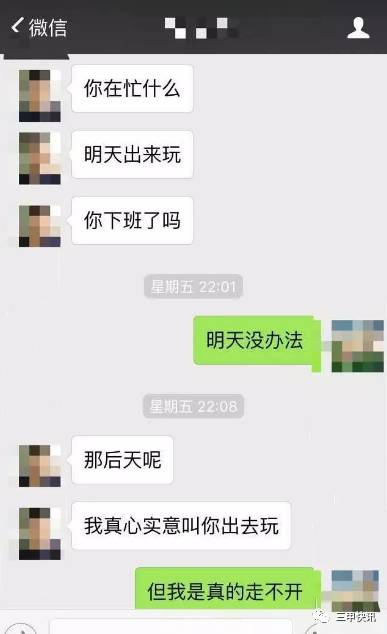 微信
你在忙什么
明天出来玩
你下班了吗
星期五 22:01
明天没办法
星期五 22:08
那后天呢
我真心实意叫你出去玩
但我是真的走不开
三甲快讯